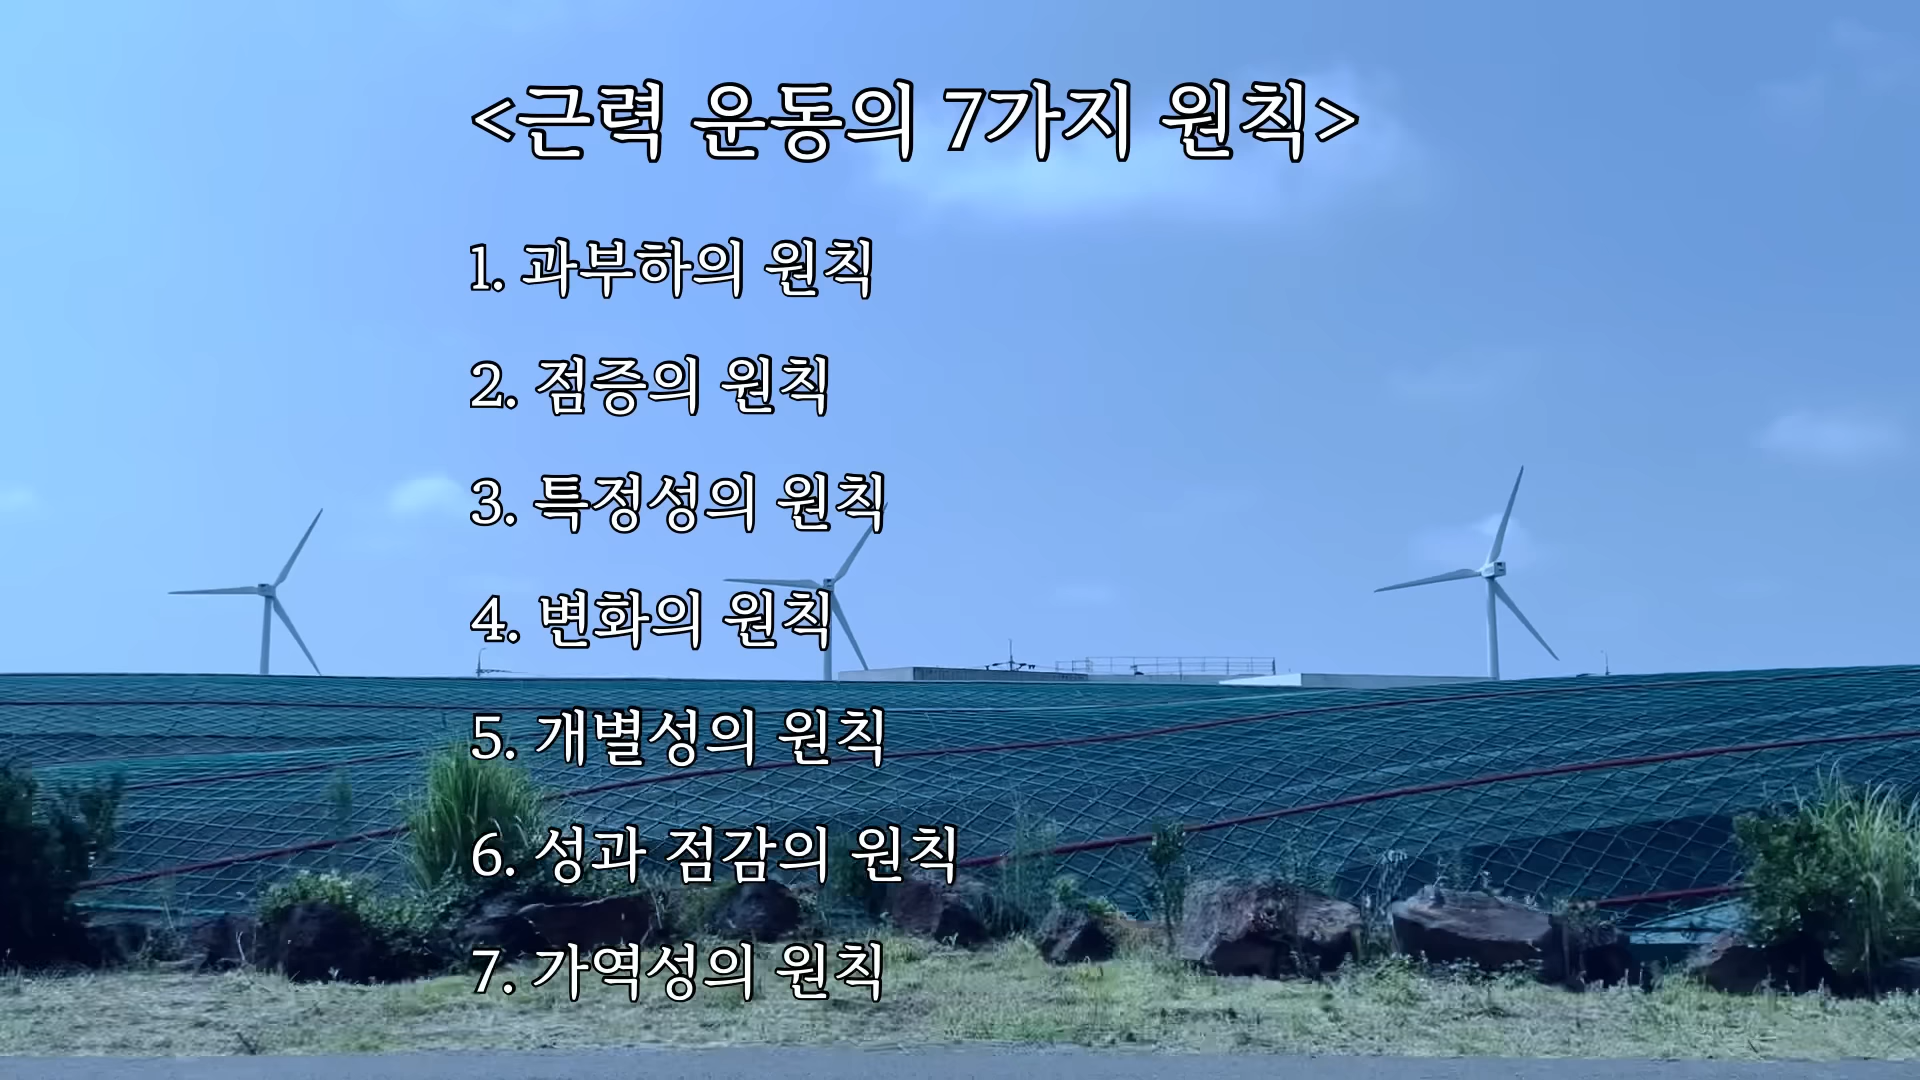 <근력 운동의 7가지 원칙>
1. 과부하의 원칙
2. 점증의 원칙
3. 특정성의 원칙
4. 변화의 원칙
5. 개별성의 원칙
6. 성과 점감의 원칙
7. 가역성의 원칙